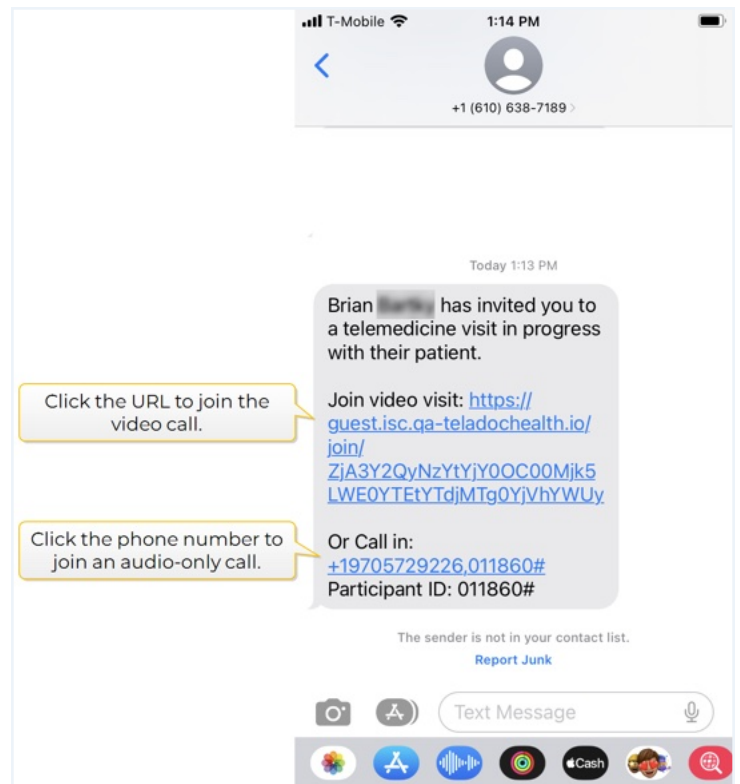 T-Mobile 1:14 PM
+1 (610) 638-7189
Today 1:13 PM
Brian has invited you to
a telemedicine visit in progress
with their patient.
Click the URL to join the
video call.
Join video visit: https://
guest.isc.qa-teladochealth.io/
join/
ZjA3Y2QyNzYtYjY0OC00Mjk5
LWE0YTEtYTdjMTg0YjVhYWUy
Click the phone number to
join an audio-only call.
Or Call in:
+19705729226,011860#
Participant ID: 011860#
The sender is not in your contact list.
Report Junk
Text Message
Cash